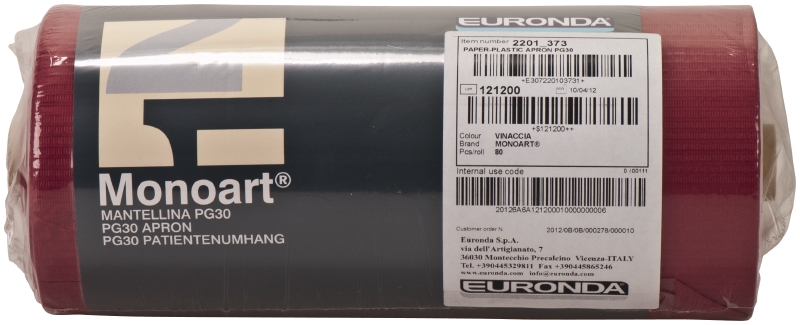 Monoart®
MANTELLINA PG30
PG30 APRON
PG30 PATIENTENUMHANG
EURONDA®
Item number 2201_373
PAPER-PLASTIC APRON PG30
+E307220103731+
LOT 121200 10/04/12
+$121200++
Colour VINACCIA
Brand MONOART®
Pcs/roll 80
Internal use code 0 /00111
20126A6A121200010000000006
Customer order N 2012/0B/0B/000278/000010
Euronda S.p.A.
via dell'Artigianato, 7
36030 Montecchio Precalcino Vicenza-ITALY
Tel. +390445329811 Fax +390445865246
www.euronda.com info@euronda.com
EURONDA®